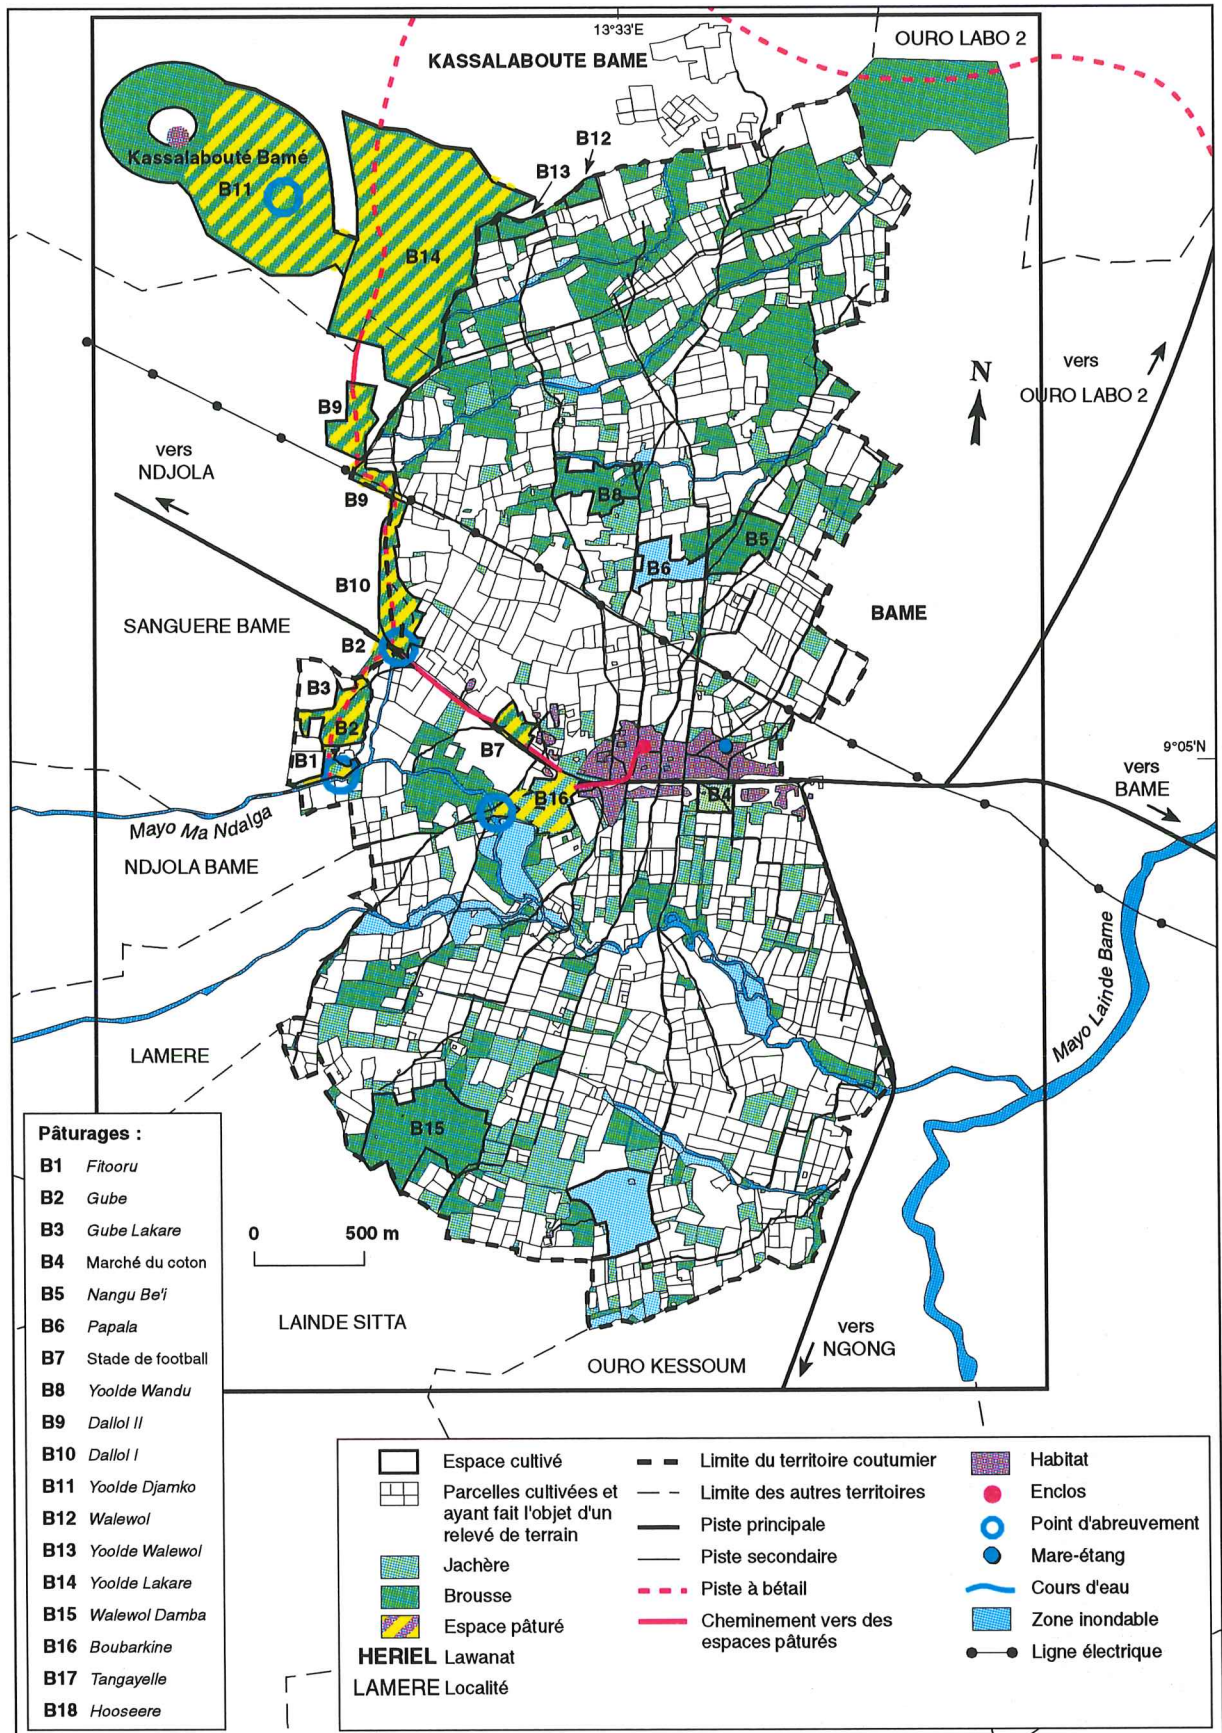 13°33'E
OURO LABO 2
KASSALABOUTE BAME
B12
Kassalabouté Bamé
B13
B11
B14
vers
OURO LABO 2
N
B9
vers
NDJOLA
B9
B8
B5
B6
B10
BAME
SANGUERE BAME
B2
B3
B2
B7
9°05'N
B1
vers
BAME
B16
B4
Mayo Ma Ndalga
NDJOLA BAME
Mayo Lainde Bame
LAMERE
B15
Pâturages :
B1 Fitooru
B2 Gube
B3 Gube Lakare
B4 Marché du coton
B5 Nangu Be'i
B6 Papala
B7 Stade de football
B8 Yoolde Wandu
B9 Dallol II
B10 Dallol I
B11 Yoolde Djamko
B12 Walewol
B13 Yoolde Walewol
B14 Yoolde Lakare
B15 Walewol Damba
B16 Boubarkine
B17 Tangayelle
B18 Hooseere
0 500 m
LAINDE SITTA
vers
NGONG
OURO KESSOUM
Espace cultivé
Parcelles cultivées et
ayant fait l'objet d'un
relevé de terrain
Jachère
Brousse
Espace pâturé
HERIEL Lawanat
LAMERE Localité
Limite du territoire coutumier
Limite des autres territoires
Piste principale
Piste secondaire
Piste à bétail
Cheminement vers des
espaces pâturés
Habitat
Enclos
Point d'abreuvement
Mare-étang
Cours d'eau
Zone inondable
Ligne électrique